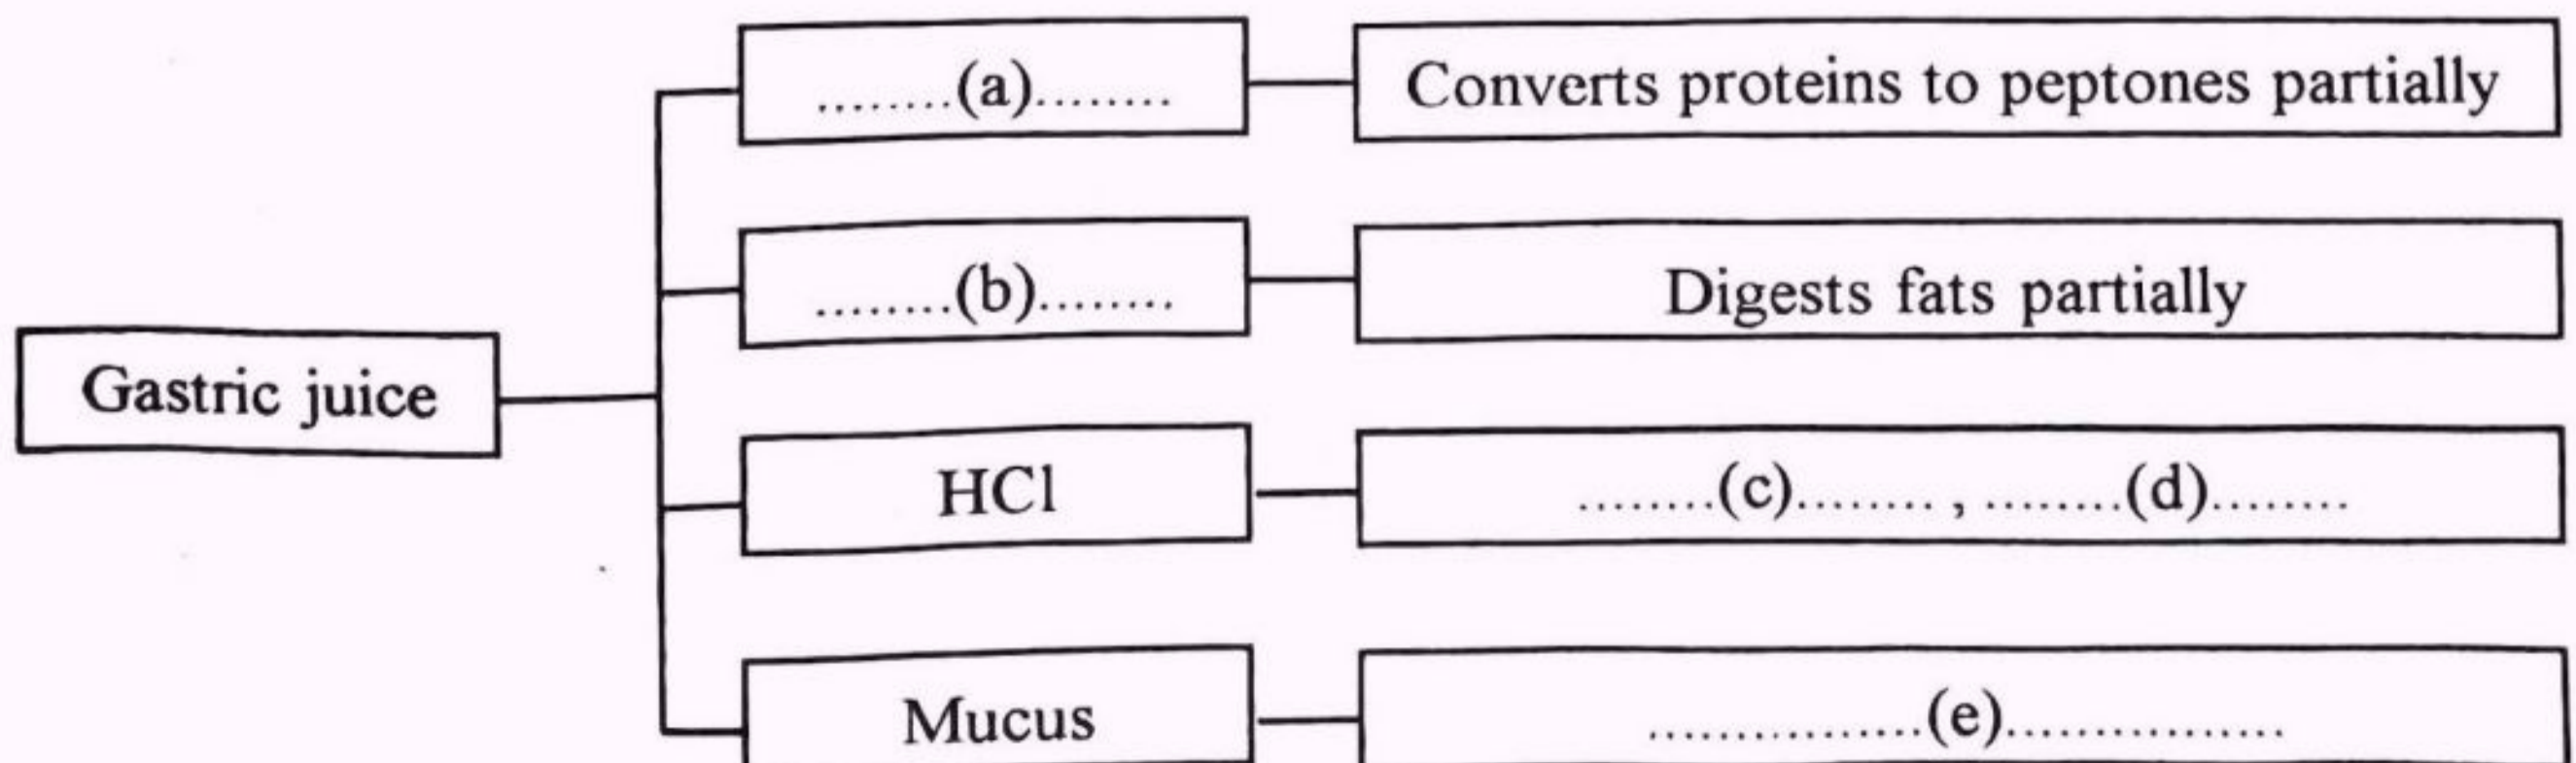 ........(a)........
Converts proteins to peptones partially
........(b)........
Digests fats partially
Gastric juice
HCl
........(c)........ , ........(d)........
Mucus
................(e)................